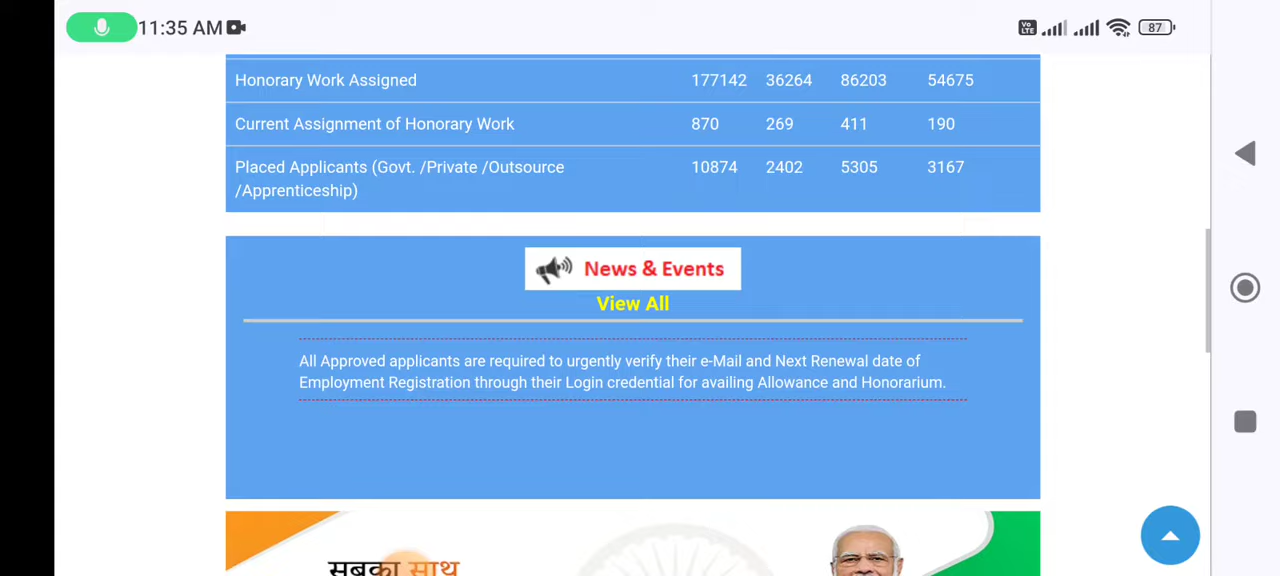 11:35 AM
Vo LTE
87
Honorary Work Assigned 177142 36264 86203 54675
Current Assignment of Honorary Work 870 269 411 190
Placed Applicants (Govt. /Private /Outsource 10874 2402 5305 3167
/Apprenticeship)
News & Events
View All
All Approved applicants are required to urgently verify their e-Mail and Next Renewal date of
Employment Registration through their Login credential for availing Allowance and Honorarium.
सबका साथ